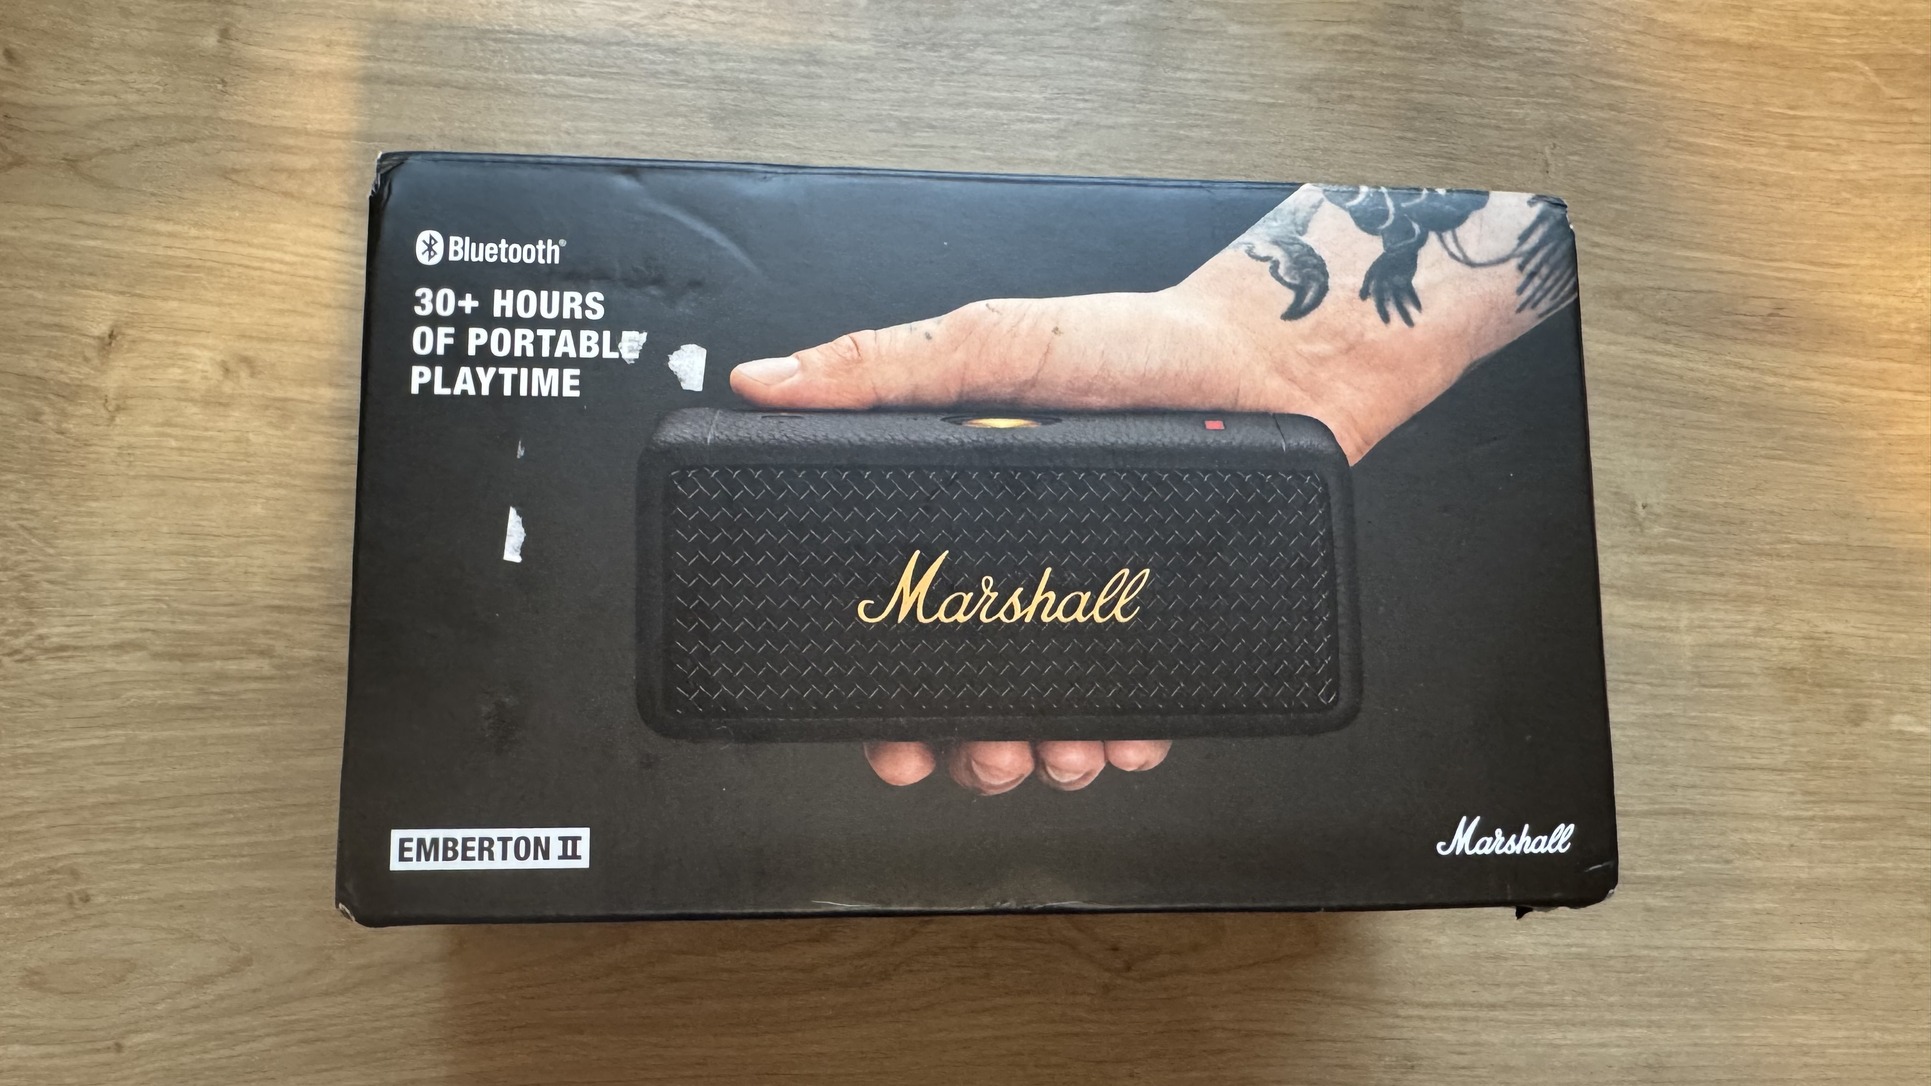 Bluetooth®
30+ HOURS
OF PORTABLE
PLAYTIME
Marshall
EMBERTON II
Marshall